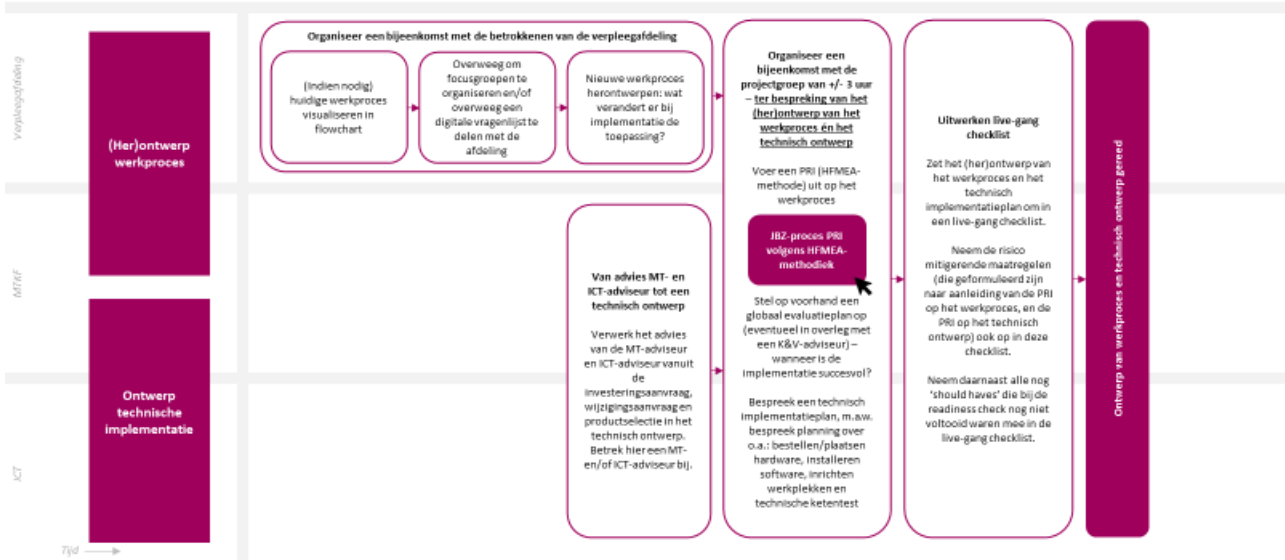 Verpleegafdeling
MTKF
ICT
Tijd
(Her)ontwerp
werkproces
Ontwerp
technische
implementatie
Organiseer een bijeenkomst met de betrokkenen van de verpleegafdeling
(Indien nodig)
huidige werkproces
visualiseren in
flowchart
Overweeg om
focusgroepen te
organiseren en/of
overweeg een
digitale vragenlijst te
delen met de
afdeling
Nieuwe werkproces
herontwerpen: wat
verandert er bij
implementatie de
toepassing?
Van advies MT- en
ICT-adviseur tot een
technisch ontwerp
Verwerk het advies
van de MT-adviseur
en ICT-adviseur vanuit
de
investeringsaanvraag,
wijzigingsaanvraag en
productselectie in het
technisch ontwerp.
Betrek hier een MT-
en/of ICT-adviseur bij.
Organiseer een
bijeenkomst met de
projectgroep van +/- 3 uur
– ter bespreking van het
(her)ontwerp van het
werkproces én het
technisch ontwerp
Voer een PRI (HFMEA-
methode) uit op het
werkproces
JBZ-proces PRI
volgens HFMEA-
methodiek
Stel op voorhand een
globaal evaluatieplan op
(eventueel in overleg met
een K&V-adviseur) –
wanneer is de
implementatie succesvol?
Bespreek een technisch
implementatieplan, m.a.w.
bespreek planning over
o.a.: bestellen/plaatsen
hardware, installeren
software, inrichten
werkplekken en
technische ketentest
Uitwerken live-gang
checklist
Zet het (her)ontwerp van
het werkproces en het
technisch
implementatieplan om in
een live-gang checklist.
Neem de risico
mitigerende maatregelen
(die geformuleerd zijn
naar aanleiding van de PRI
op het werkproces, en de
PRI op het technisch
ontwerp) ook op in deze
checklist.
Neem daarnaast alle nog
'should haves' die bij de
readiness check nog niet
voltooid waren mee in de
live-gang checklist.
Ontwerp van werkproces en technisch ontwerp gereed